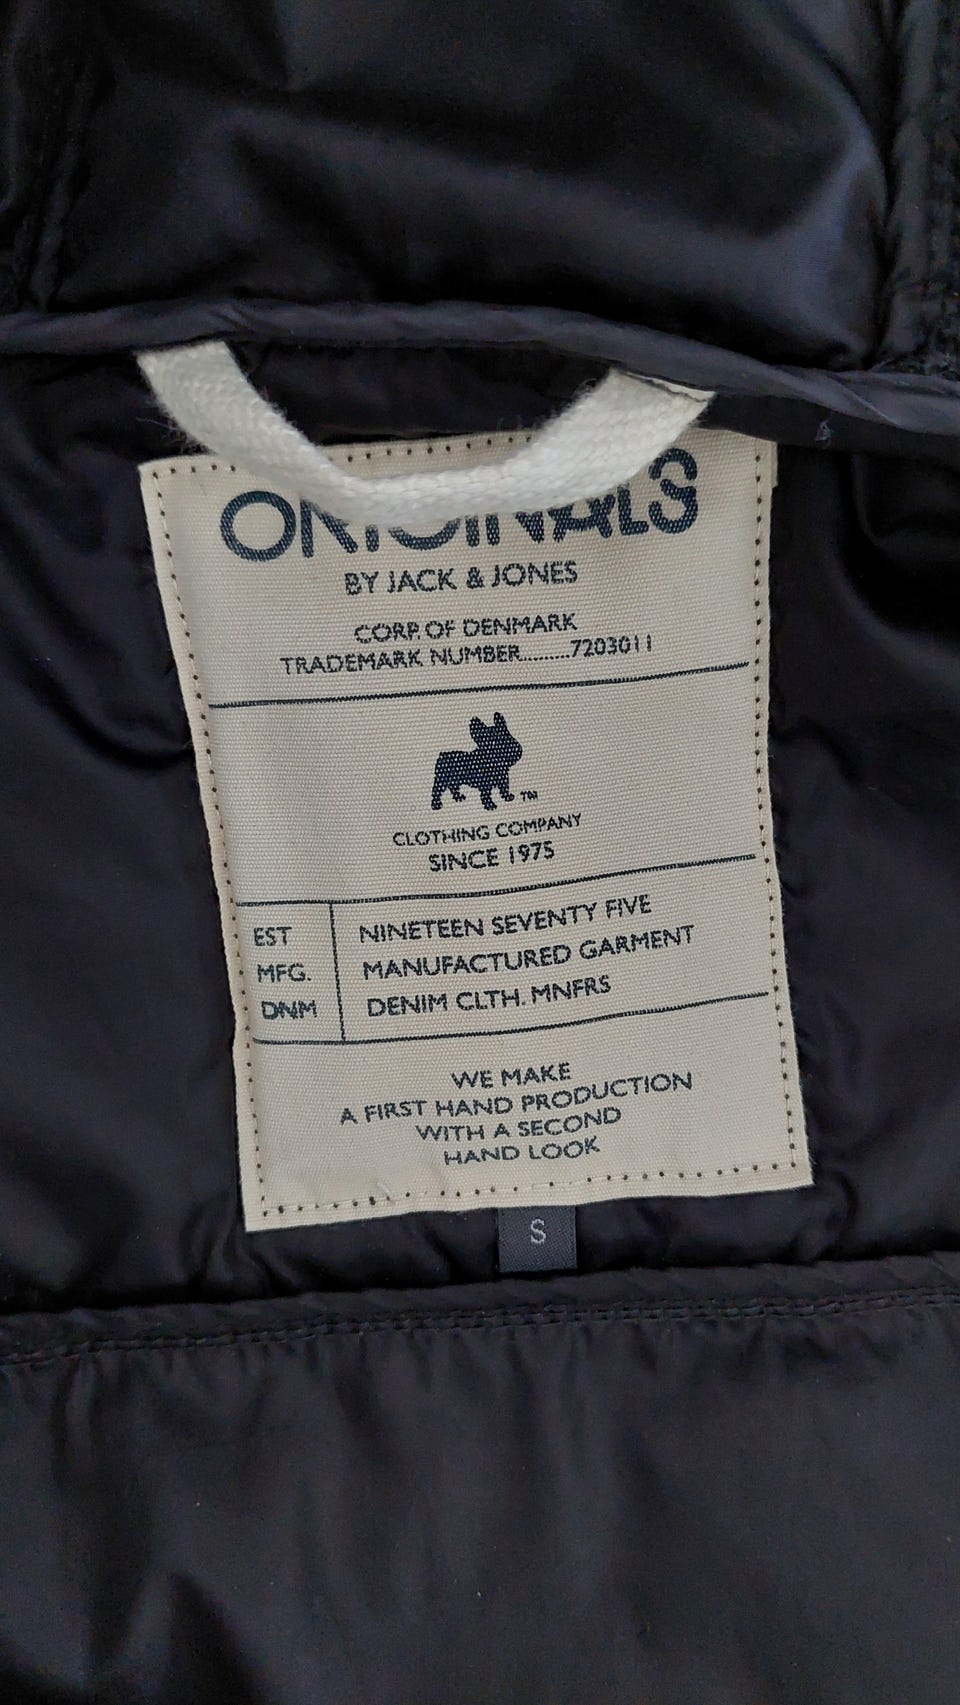 ORIGINALS
BY JACK & JONES
CORP. OF DENMARK
TRADEMARK NUMBER.........7203011
TM
CLOTHING COMPANY
SINCE 1975
EST NINETEEN SEVENTY FIVE
MFG. MANUFACTURED GARMENT
DNM DENIM CLTH. MNFRS
WE MAKE
A FIRST HAND PRODUCTION
WITH A SECOND
HAND LOOK
S